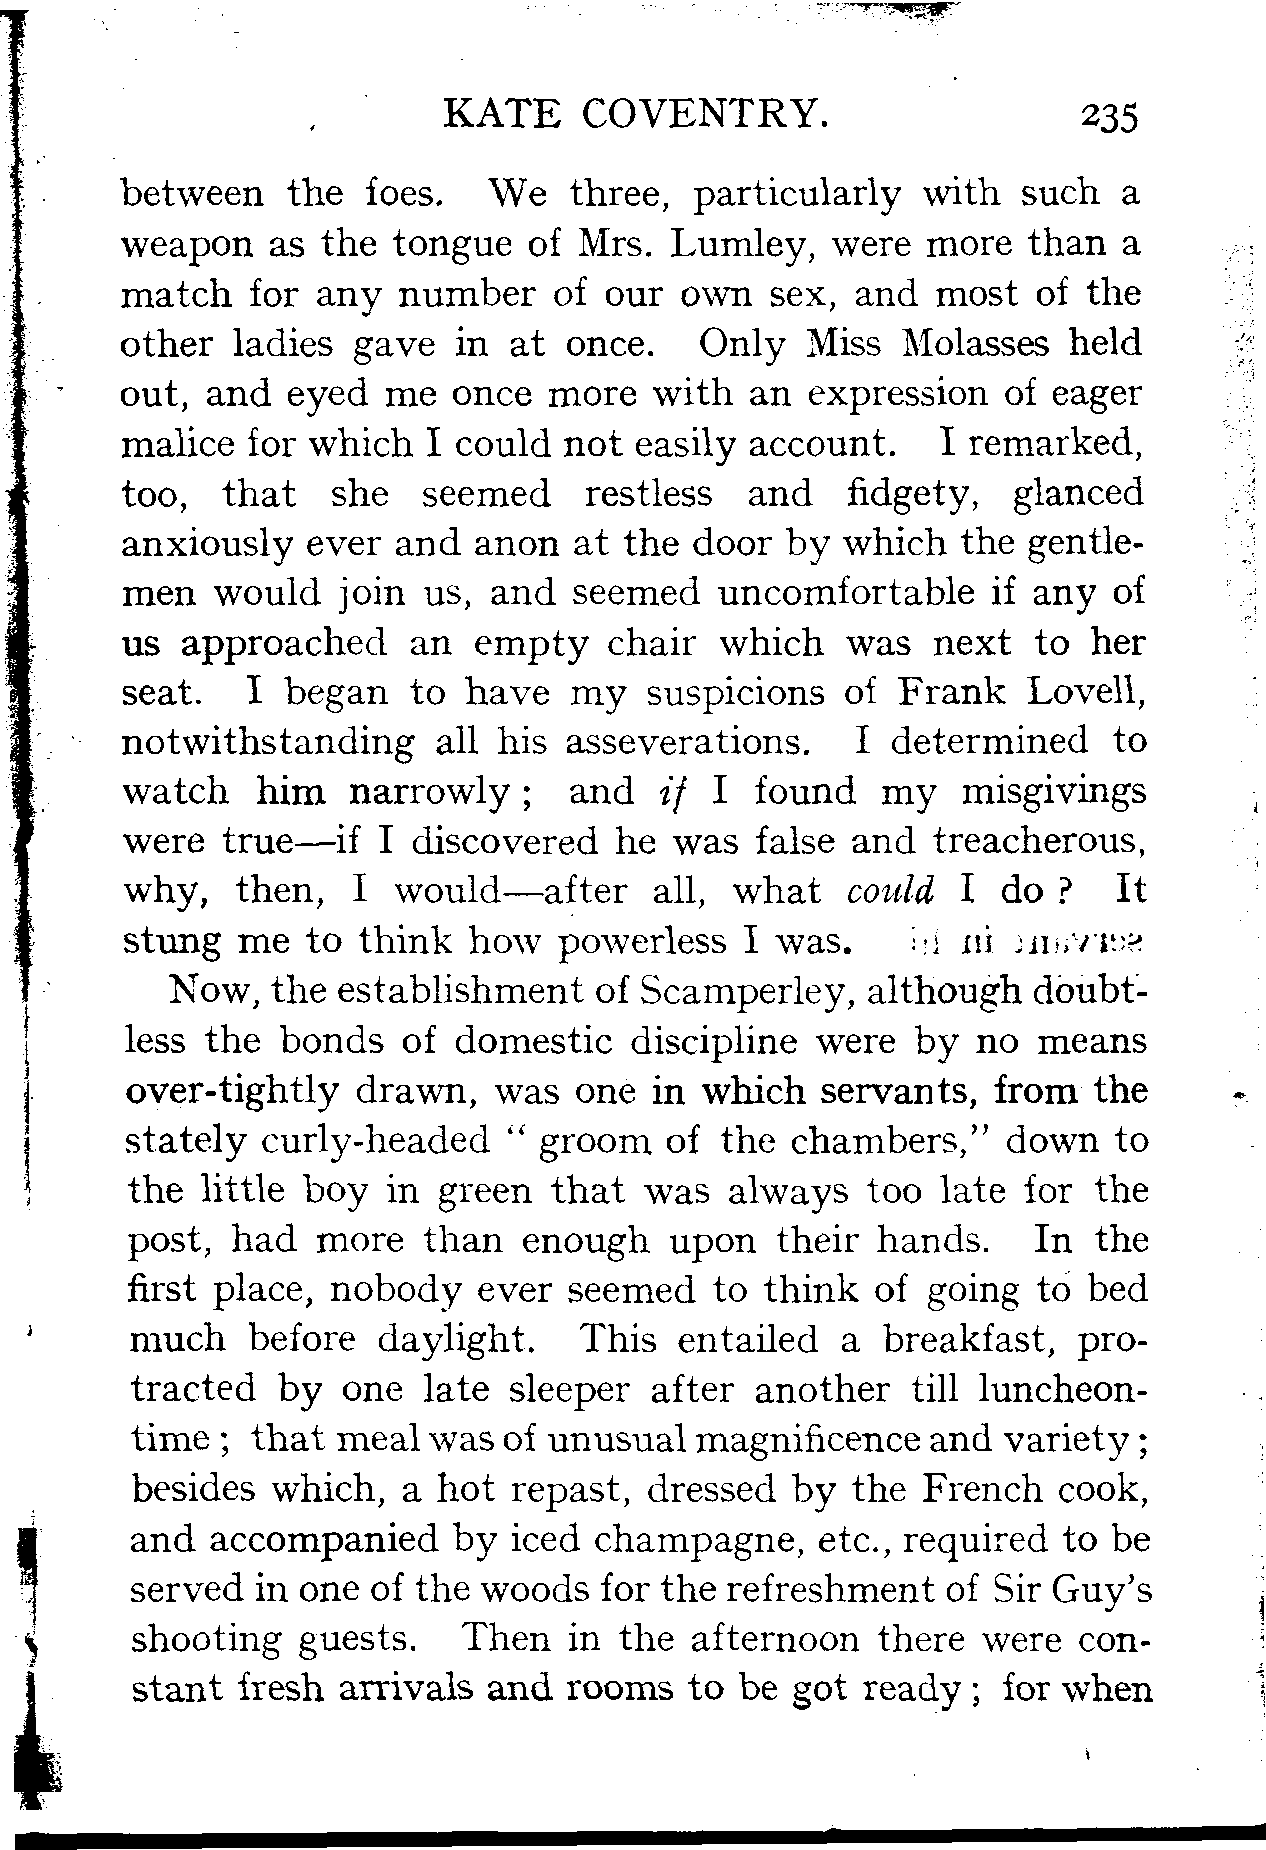 KATE COVENTRY. 235
between the foes. We three, particularly with such a
weapon as the tongue of Mrs. Lumley, were more than a
match for any number of our own sex, and most of the
other ladies gave in at once. Only Miss Molasses held
out, and eyed me once more with an expression of eager
malice for which I could not easily account. I remarked,
too, that she seemed restless and fidgety, glanced
anxiously ever and anon at the door by which the gentle-
men would join us, and seemed uncomfortable if any of
us approached an empty chair which was next to her
seat. I began to have my suspicions of Frank Lovell,
notwithstanding all his asseverations. I determined to
watch him narrowly ; and if I found my misgivings
were true—if I discovered he was false and treacherous,
why, then, I would—after all, what could I do ? It
stung me to think how powerless I was.
Now, the establishment of Scamperley, although doubt-
less the bonds of domestic discipline were by no means
over-tightly drawn, was one in which servants, from the
stately curly-headed “ groom of the chambers,” down to
the little boy in green that was always too late for the
post, had more than enough upon their hands. In the
first place, nobody ever seemed to think of going to bed
much before daylight. This entailed a breakfast, pro-
tracted by one late sleeper after another till luncheon-
time ; that meal was of unusual magnificence and variety ;
besides which, a hot repast, dressed by the French cook,
and accompanied by iced champagne, etc., required to be
served in one of the woods for the refreshment of Sir Guy’s
shooting guests. Then in the afternoon there were con-
stant fresh arrivals and rooms to be got ready ; for when